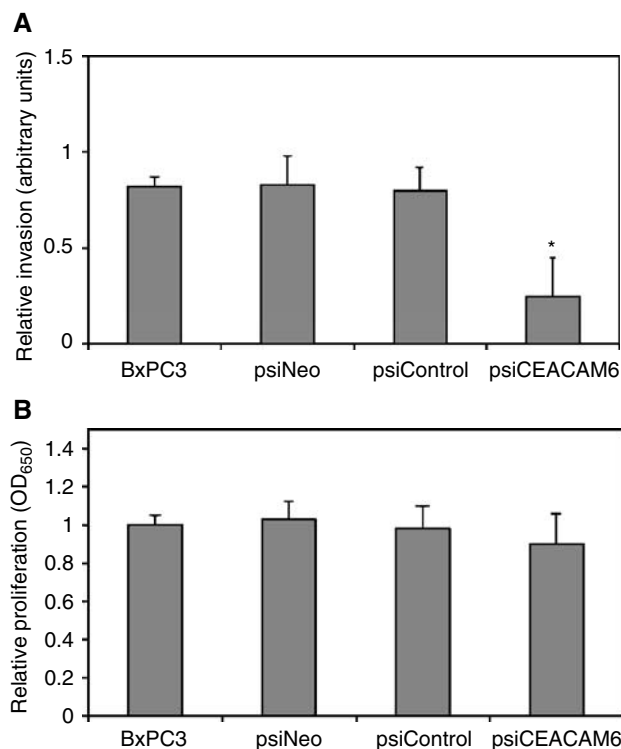 A
Relative invasion (arbitrary units)
1.5
1
0.5
0
*
BxPC3 psiNeo psiControl psiCEACAM6
B
Relative proliferation (OD650)
1.4
1.2
1
0.8
0.6
0.4
0.2
0
BxPC3 psiNeo psiControl psiCEACAM6